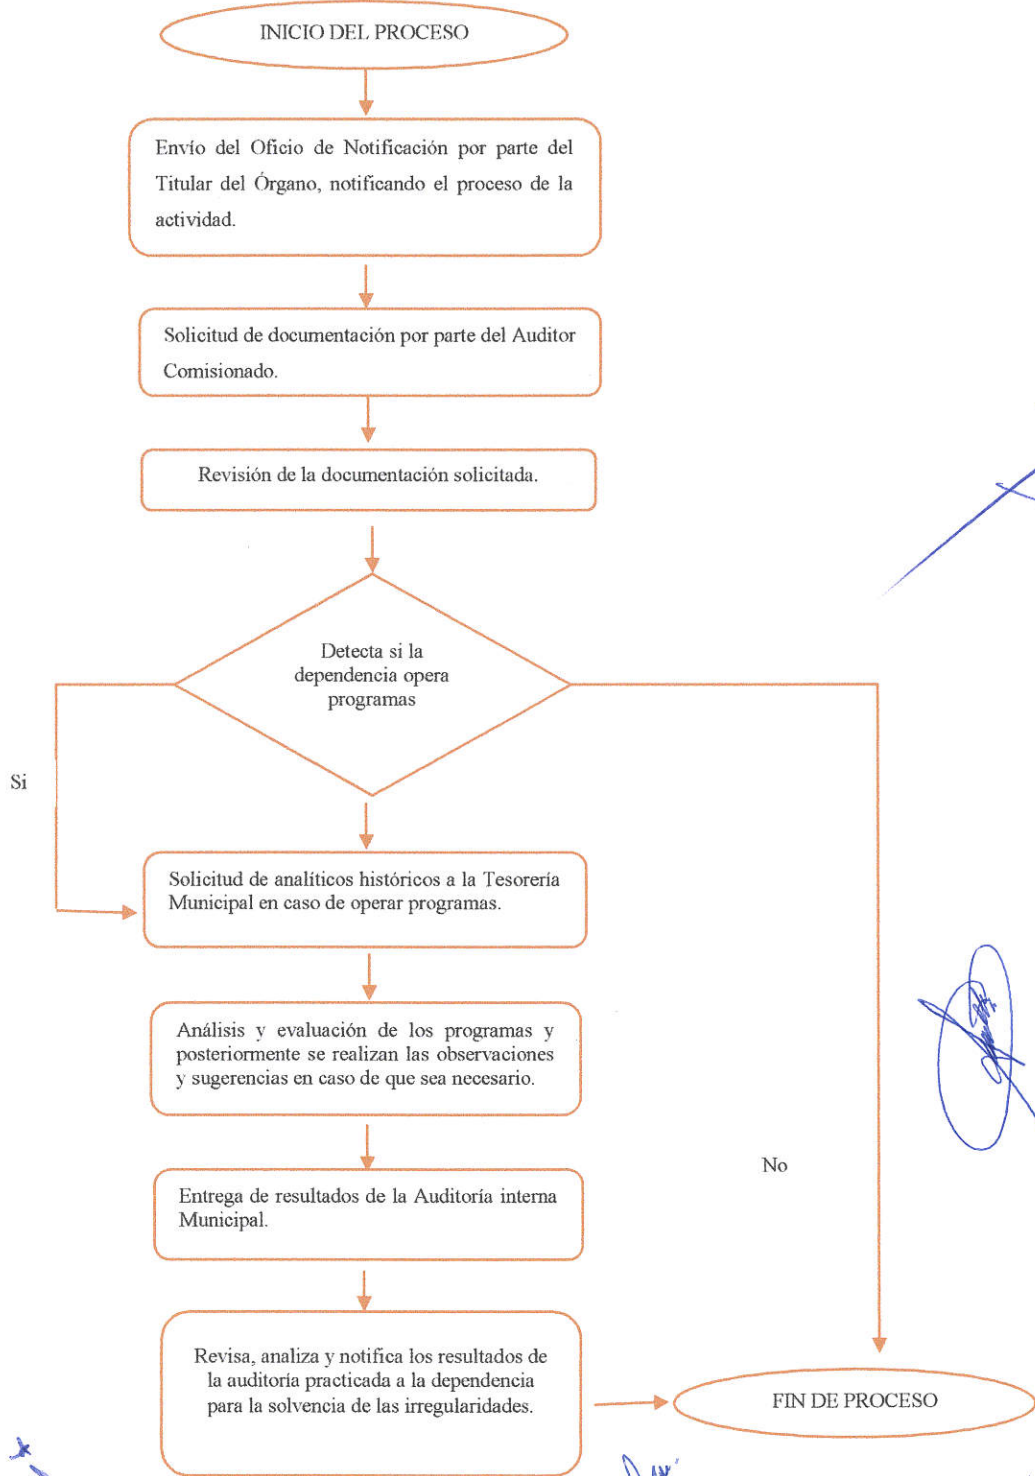 INICIO DEL PROCESO
Envío del Oficio de Notificación por parte del
Titular del Órgano, notificando el proceso de la
actividad.
Solicitud de documentación por parte del Auditor
Comisionado.
Revisión de la documentación solicitada.
Detecta si la
dependencia opera
programas
Si
Solicitud de analíticos históricos a la Tesorería
Municipal en caso de operar programas.
Análisis y evaluación de los programas y
posteriormente se realizan las observaciones
y sugerencias en caso de que sea necesario.
No
Entrega de resultados de la Auditoría interna
Municipal.
Revisa, analiza y notifica los resultados de
la auditoría practicada a la dependencia
para la solvencia de las irregularidades.
FIN DE PROCESO